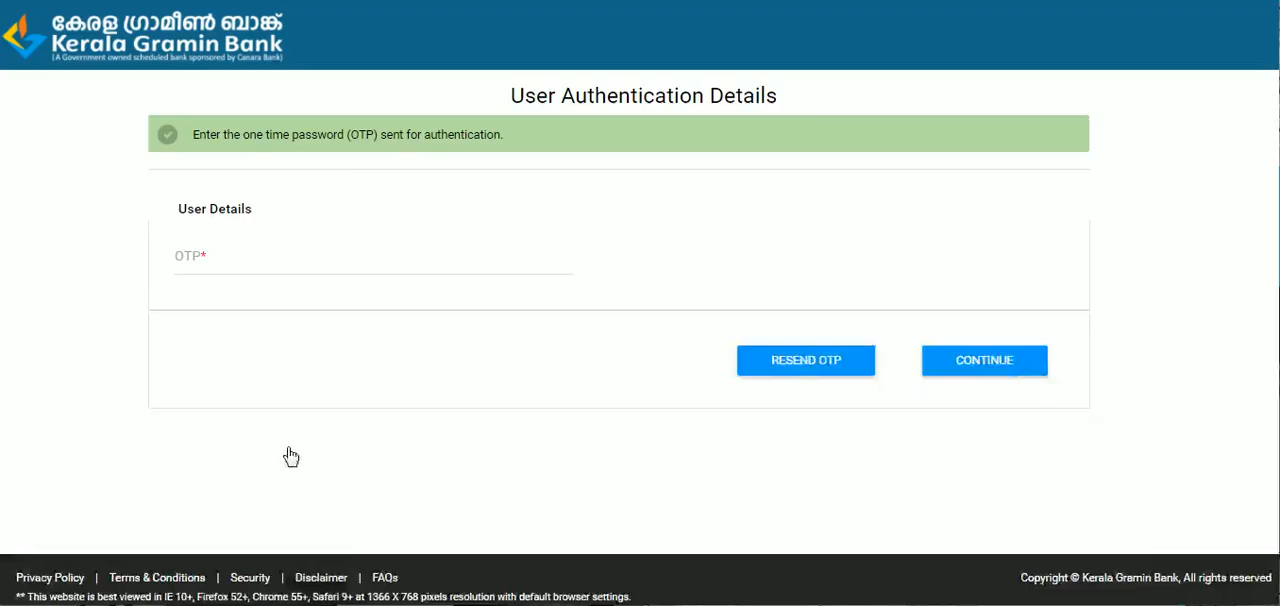 കേരള ഗ്രാമീൺ ബാങ്ക്
Kerala Gramin Bank
(A Government owned scheduled bank sponsored by Canara Bank)
User Authentication Details
Enter the one time password (OTP) sent for authentication.
User Details
OTP*
RESEND OTP CONTINUE
Privacy Policy | Terms & Conditions | Security | Disclaimer | FAQs Copyright © Kerala Gramin Bank, All rights reserved
** This website is best viewed in IE 10+, Firefox 52+, Chrome 55+, Safari 9+ at 1366 X 768 pixels resolution with default browser settings.